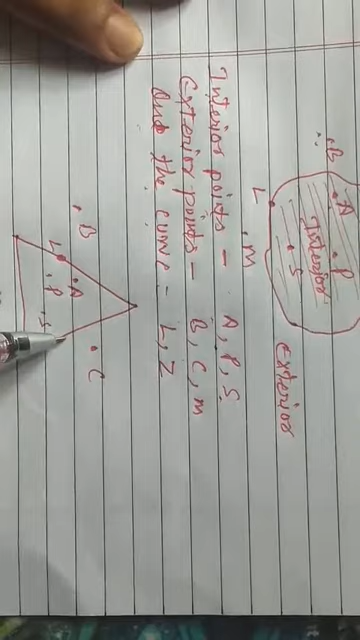 B
A
Interior
P
S
L
M
Exterior
Interior points - A, P, S
Exterior points - B, C, m
and the curve = L, Z
B
L
A
P
S
C